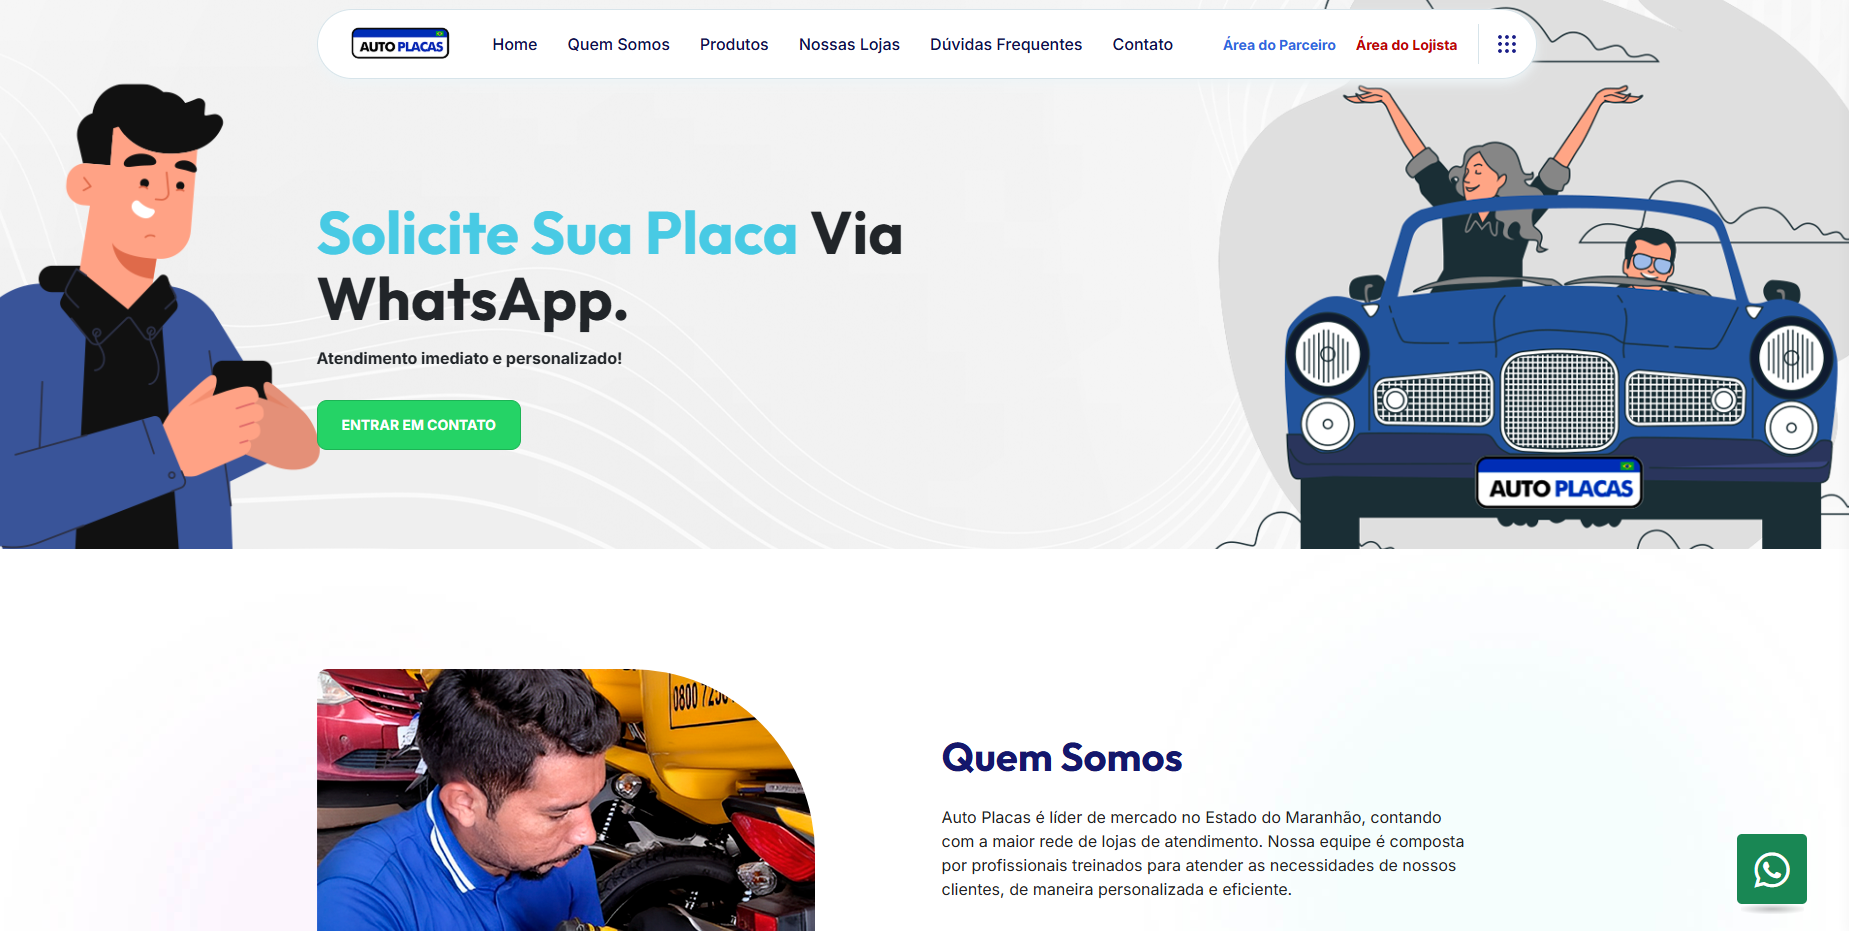 AUTO PLACAS
Home
Quem Somos
Produtos
Nossas Lojas
Dúvidas Frequentes
Contato
Área do Parceiro
Área do Lojista
Solicite Sua Placa Via
WhatsApp.
Atendimento imediato e personalizado!
ENTRAR EM CONTATO
AUTO PLACAS
0800
Quem Somos
Auto Placas é líder de mercado no Estado do Maranhão, contando
com a maior rede de lojas de atendimento. Nossa equipe é composta
por profissionais treinados para atender as necessidades de nossos
clientes, de maneira personalizada e eficiente.